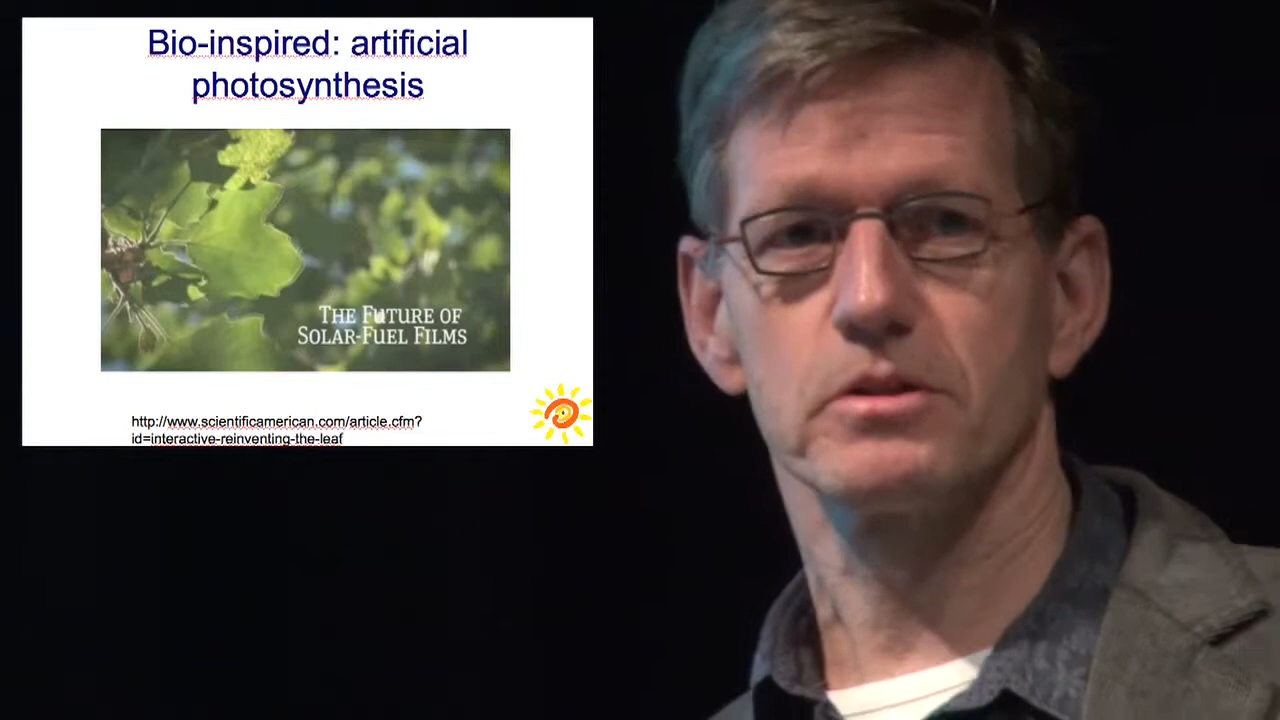 Bio-inspired: artificial
photosynthesis
THE FUTURE OF
SOLAR-FUEL FILMS
http://www.scientificamerican.com/article.cfm?
id=interactive-reinventing-the-leaf